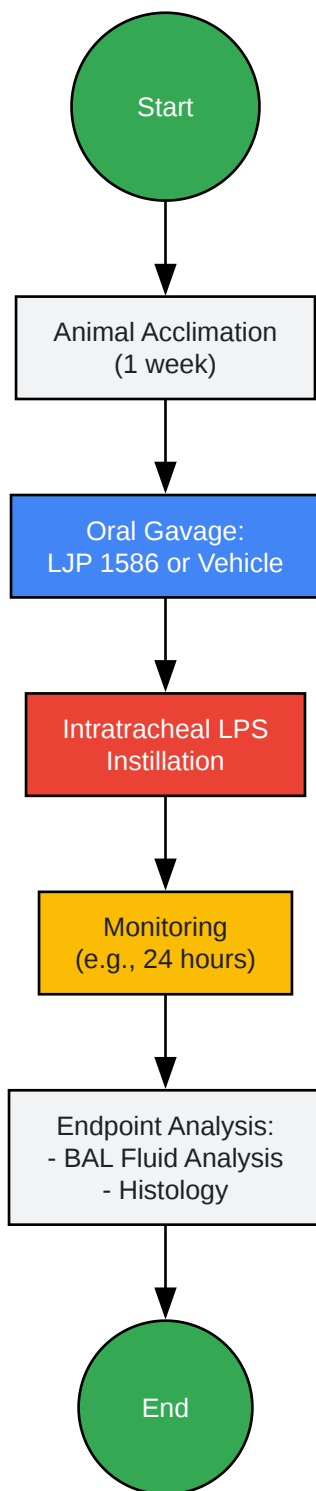 Start
Animal Acclimation
(1 week)
Oral Gavage:
LJP 1586 or Vehicle
Intratracheal LPS
Instillation
Monitoring
(e.g., 24 hours)
Endpoint Analysis:
- BAL Fluid Analysis
- Histology
End